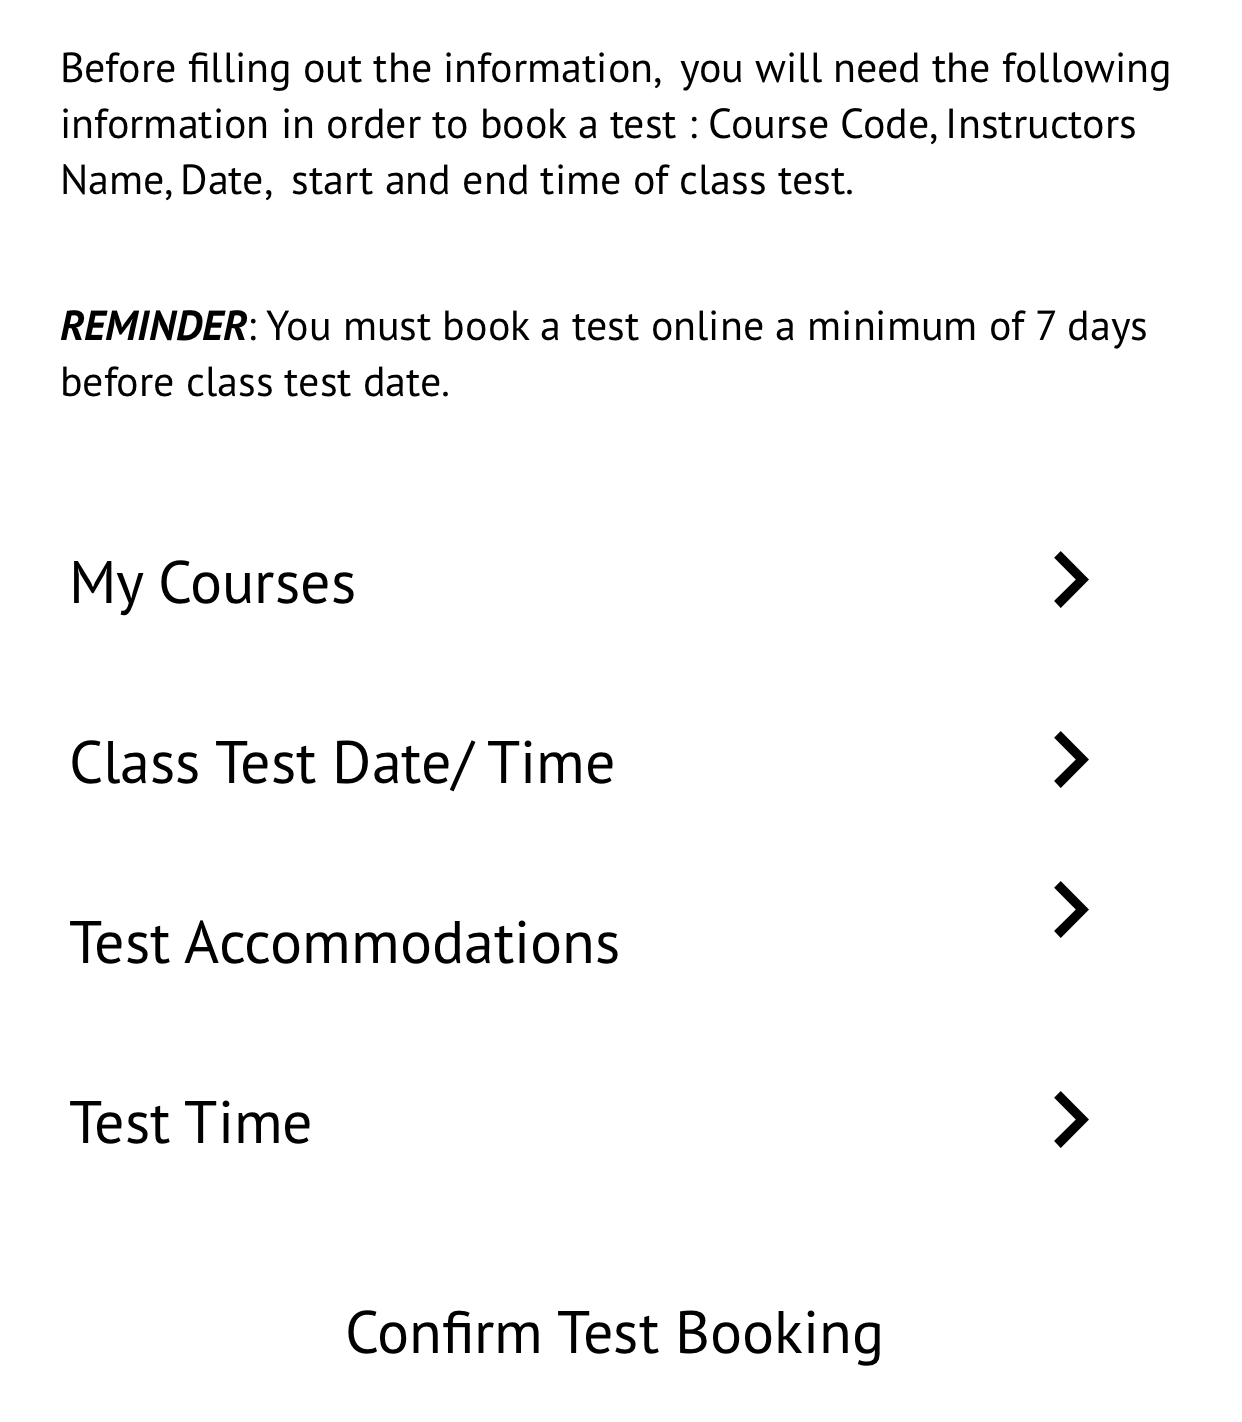 Before filling out the information,  you will need the following
information in order to book a test : Course Code, Instructors
Name, Date,  start and end time of class test.
REMINDER: You must book a test online a minimum of 7 days
before class test date.
My Courses
Class Test Date/ Time
Test Accommodations
Test Time
Confirm Test Booking